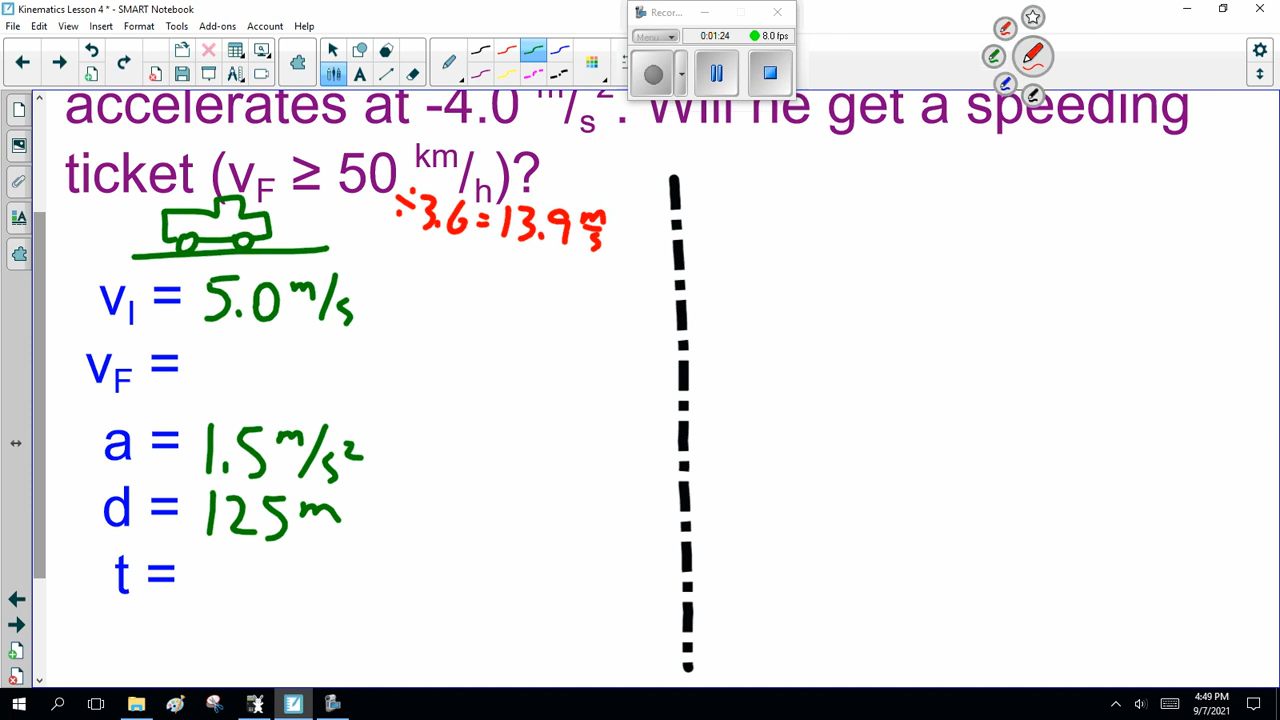 Kinematics Lesson 4 * - SMART Notebook
File Edit View Insert Format Tools Add-ons Account Help
Recor...
Menu
0:01:24
8.0 fps
accelerates at -4.0 m/s². Will he get a speeding
ticket (vF ≥ 50 km/h)?
÷3.6=13.9 m/s
vI = 5.0 m/s
vF =
a = 1.5 m/s²
d = 125 m
t =
4:49 PM
9/7/2021